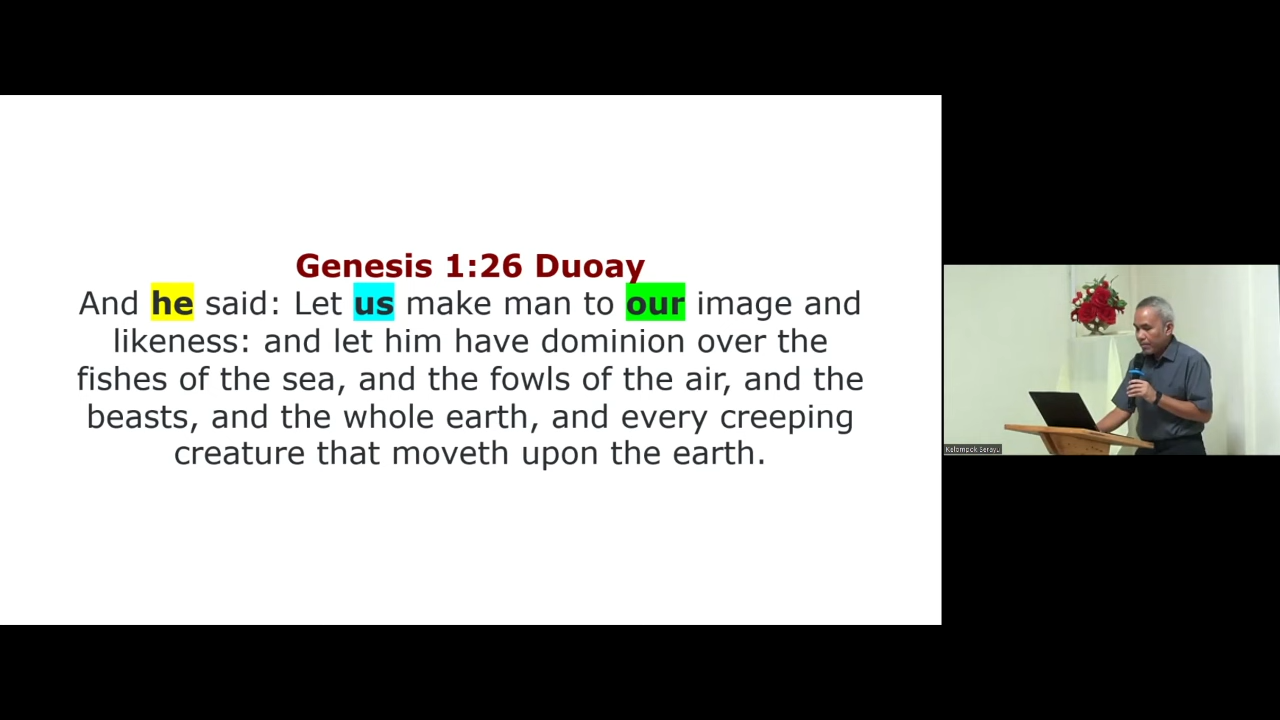 Genesis 1:26 Duoay
And he said: Let us make man to our image and
likeness: and let him have dominion over the
fishes of the sea, and the fowls of the air, and the
beasts, and the whole earth, and every creeping
creature that moveth upon the earth.
Kelompok Serayu